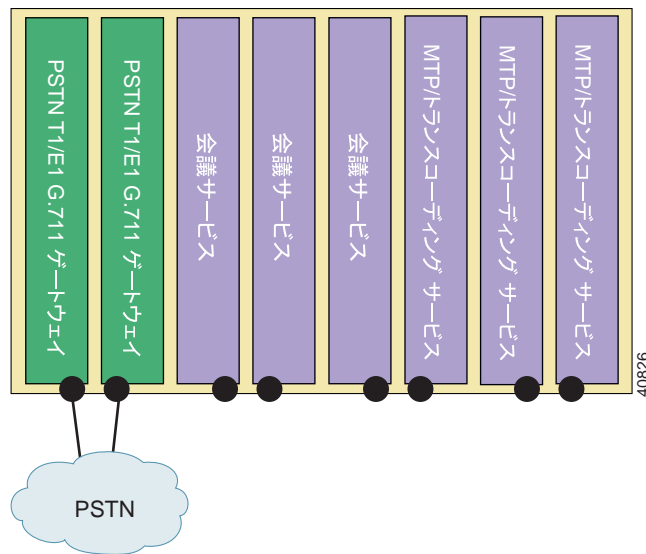 PSTN T1/E1 G.711 ゲートウェイ
PSTN T1/E1 G.711 ゲートウェイ
会議サービス
会議サービス
会議サービス
MTP/トランスコーディング サービス
MTP/トランスコーディング サービス
MTP/トランスコーディング サービス
40826
PSTN